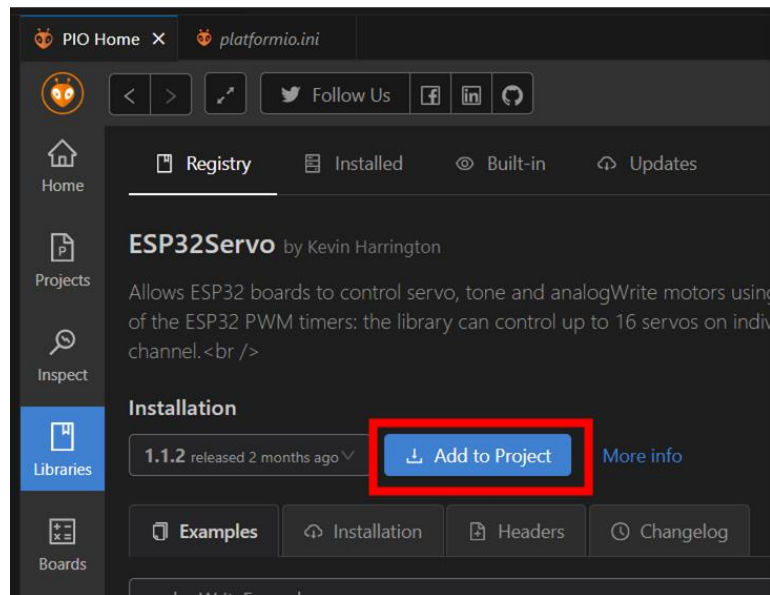 PIO Home
platformio.ini
Follow Us
Home
Registry
Installed
Built-in
Updates
Projects
ESP32Servo by Kevin Harrington
Allows ESP32 boards to control servo, tone and analogWrite motors using
of the ESP32 PWM timers: the library can control up to 16 servos on indiv
channel.<br />
Inspect
Installation
Libraries
1.1.2 released 2 months ago
Add to Project
More info
Boards
Examples
Installation
Headers
Changelog